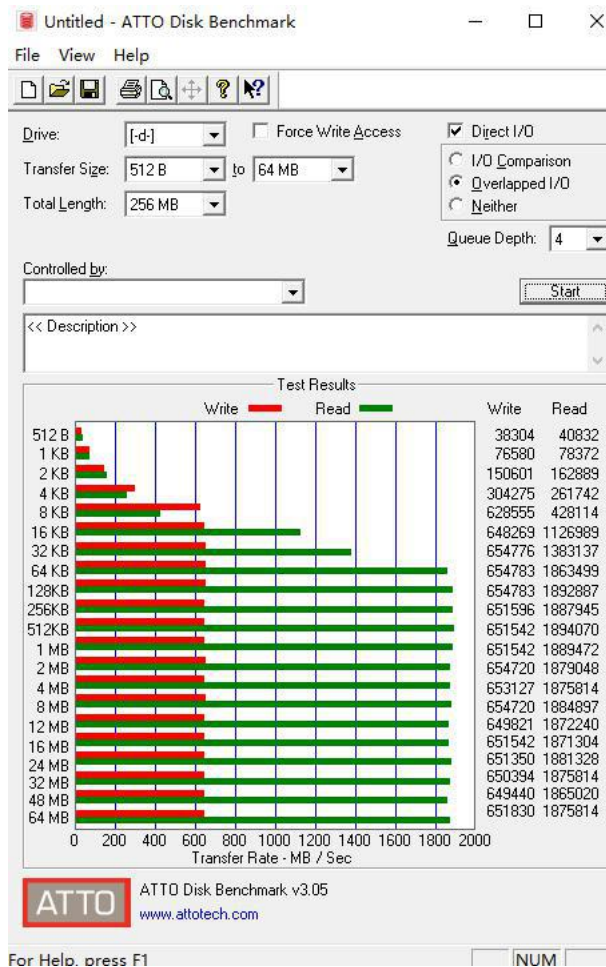 Untitled - ATTO Disk Benchmark
File View Help
Drive: [-d-] Force Write Access Direct I/O
Transfer Size: 512 B to 64 MB I/O Comparison
Overlapped I/O
Total Length: 256 MB Neither
Queue Depth: 4
Controlled by:
Start
<< Description >>
Test Results
Write Read Write Read
512 B 38304 40832
1 KB 76580 78372
2 KB 150601 162889
4 KB 304275 261742
8 KB 628555 428114
16 KB 648269 1126989
32 KB 654776 1383137
64 KB 654783 1863499
128KB 654783 1892887
256KB 651596 1887945
512KB 651542 1894070
1 MB 651542 1889472
2 MB 654720 1879048
4 MB 653127 1875814
8 MB 654720 1884897
12 MB 649821 1872240
16 MB 651542 1871304
24 MB 651350 1881328
32 MB 650394 1875814
48 MB 649440 1865020
64 MB 651830 1875814
0 200 400 600 800 1000 1200 1400 1600 1800 2000
Transfer Rate - MB / Sec
ATTO
ATTO Disk Benchmark v3.05
www.attotech.com
For Help, press F1 NUM